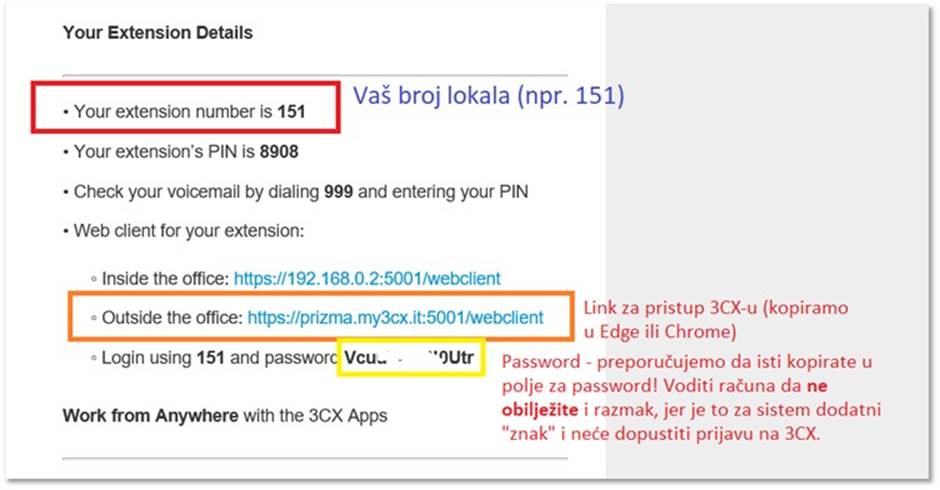 Your Extension Details
• Your extension number is 151
Vaš broj lokala (npr. 151)
• Your extension’s PIN is 8908
• Check your voicemail by dialing 999 and entering your PIN
• Web client for your extension:
◦ Inside the office: https://192.168.0.2:5001/webclient
◦ Outside the office: https://prizma.my3cx.it:5001/webclient
Link za pristup 3CX-u (kopiramo
u Edge ili Chrome)
◦ Login using 151 and password
Password - preporučujemo da isti kopirate u
polje za password! Voditi računa da ne
obilježite i razmak, jer je to za sistem dodatni
"znak" i neće dopustiti prijavu na 3CX.
Work from Anywhere with the 3CX Apps